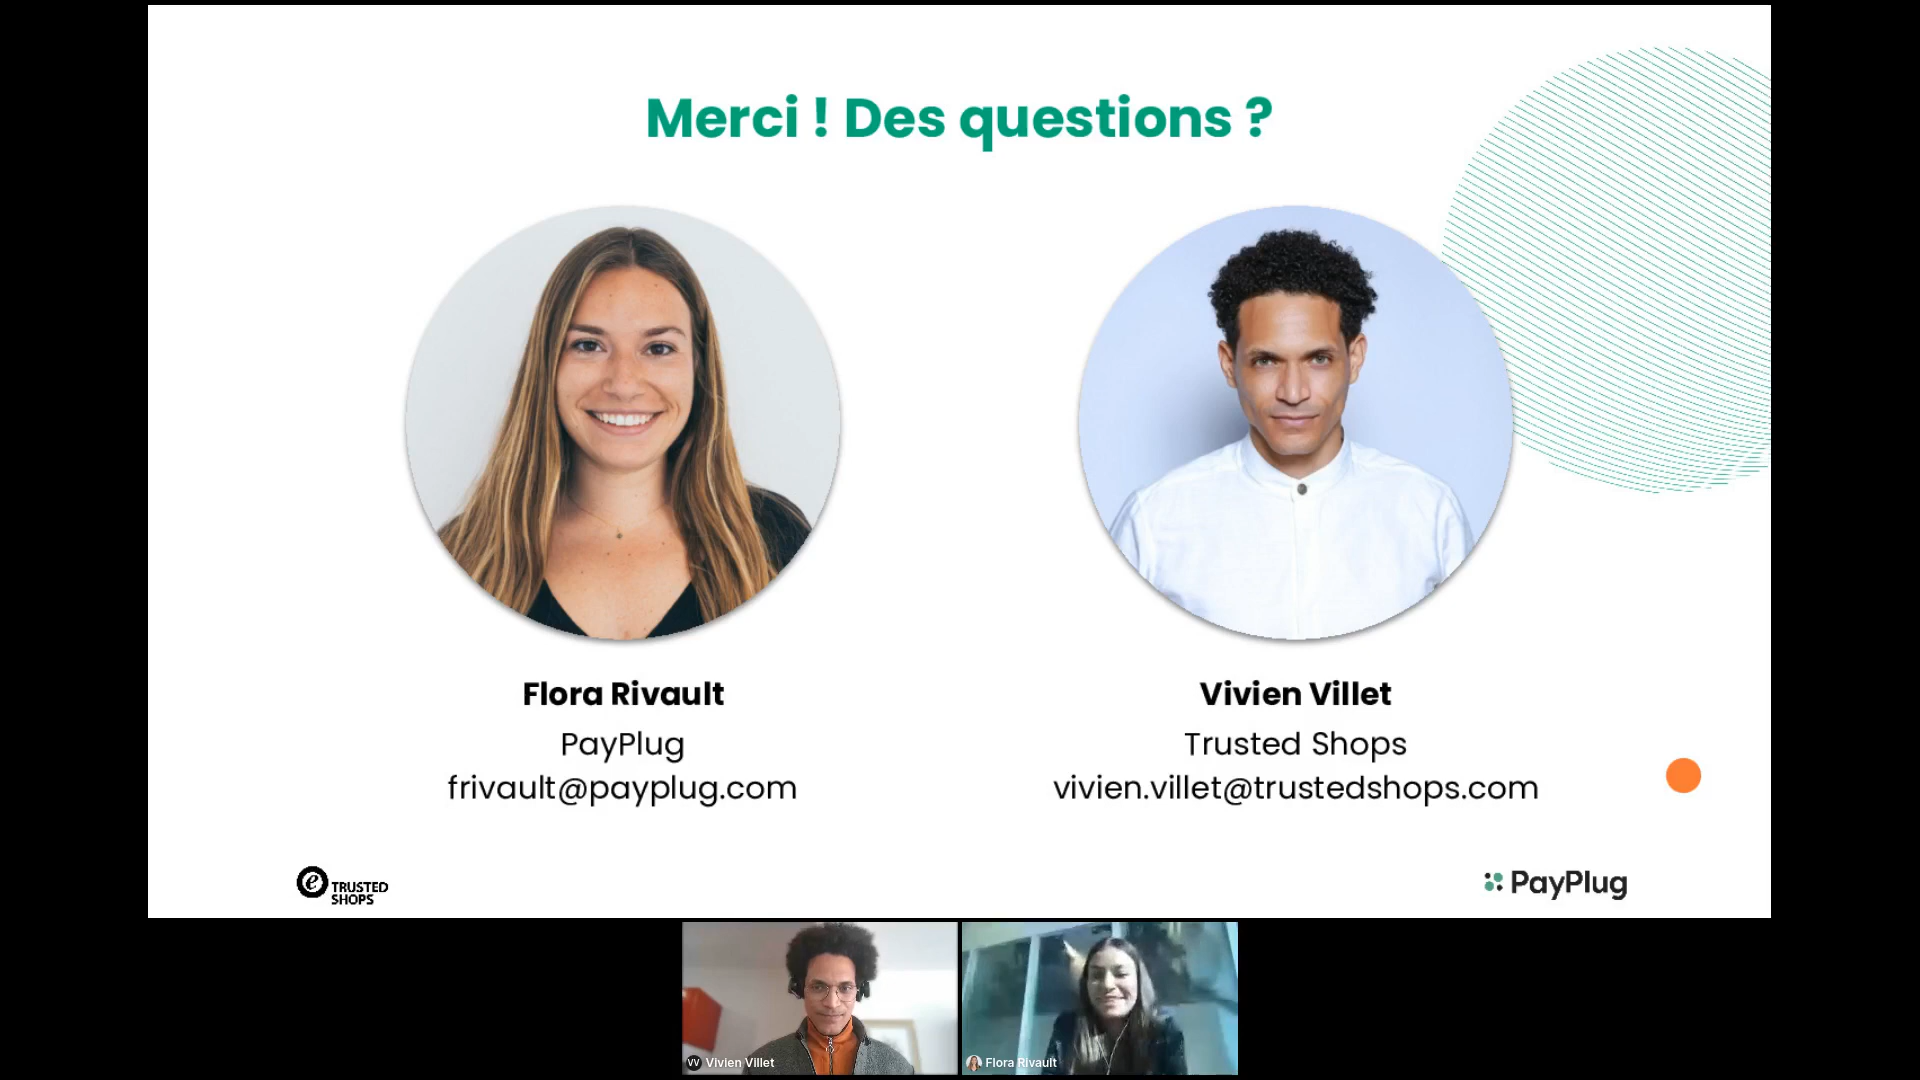 Merci ! Des questions ?
Flora Rivault
PayPlug
frivault@payplug.com
Vivien Villet
Trusted Shops
vivien.villet@trustedshops.com
e TRUSTED
SHOPS
PayPlug
VV Vivien Villet
Flora Rivault